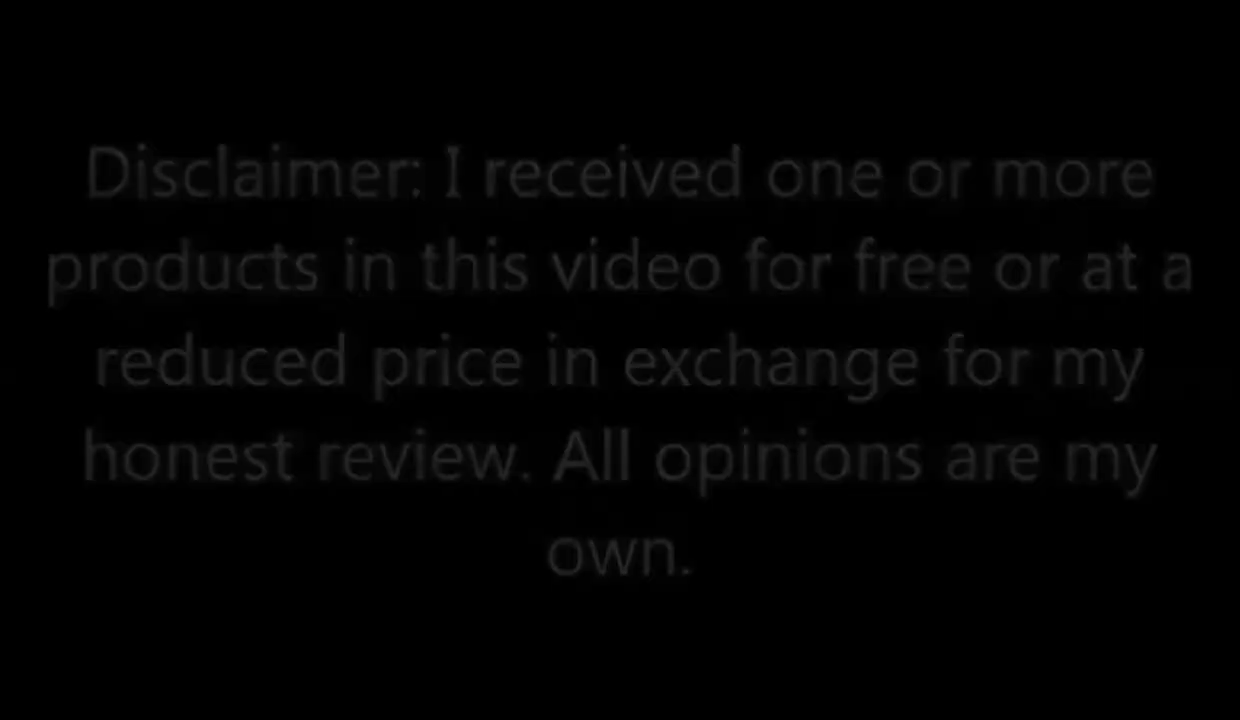 Disclaimer: I received one or more
products in this video for free or at a
reduced price in exchange for my
honest review. All opinions are my
own.